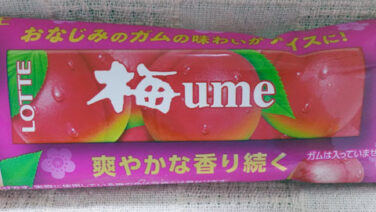 おなじみのガムの味わいがアイスに!
LOTTE
梅ume
爽やかな香り続く
ガムは入っていませ